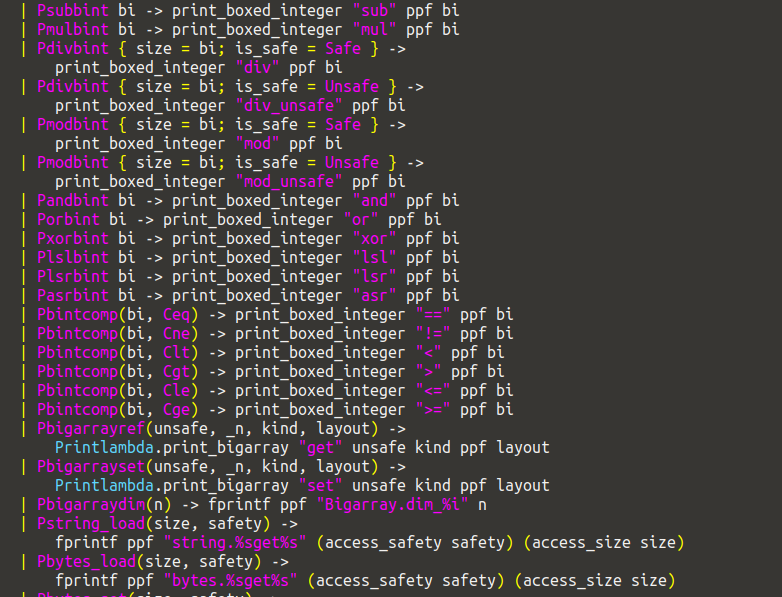 | Psubbint bi -> print_boxed_integer "sub" ppf bi
| Pmulbint bi -> print_boxed_integer "mul" ppf bi
| Pdivbint { size = bi; is_safe = Safe } ->
print_boxed_integer "div" ppf bi
| Pdivbint { size = bi; is_safe = Unsafe } ->
print_boxed_integer "div_unsafe" ppf bi
| Pmodbint { size = bi; is_safe = Safe } ->
print_boxed_integer "mod" ppf bi
| Pmodbint { size = bi; is_safe = Unsafe } ->
print_boxed_integer "mod_unsafe" ppf bi
| Pandbint bi -> print_boxed_integer "and" ppf bi
| Porbint bi -> print_boxed_integer "or" ppf bi
| Pxorbint bi -> print_boxed_integer "xor" ppf bi
| Plslbint bi -> print_boxed_integer "lsl" ppf bi
| Plsrbint bi -> print_boxed_integer "lsr" ppf bi
| Pasrbint bi -> print_boxed_integer "asr" ppf bi
| Pbintcomp(bi, Ceq) -> print_boxed_integer "==" ppf bi
| Pbintcomp(bi, Cne) -> print_boxed_integer "!=" ppf bi
| Pbintcomp(bi, Clt) -> print_boxed_integer "<" ppf bi
| Pbintcomp(bi, Cgt) -> print_boxed_integer ">" ppf bi
| Pbintcomp(bi, Cle) -> print_boxed_integer "<=" ppf bi
| Pbintcomp(bi, Cge) -> print_boxed_integer ">=" ppf bi
| Pbigarrayref(unsafe, _n, kind, layout) ->
Printlambda.print_bigarray "get" unsafe kind ppf layout
| Pbigarrayset(unsafe, _n, kind, layout) ->
Printlambda.print_bigarray "set" unsafe kind ppf layout
| Pbigarraydim(n) -> fprintf ppf "Bigarray.dim_%i" n
| Pstring_load(size, safety) ->
fprintf ppf "string.%sget%s" (access_safety safety) (access_size size)
| Pbytes_load(size, safety) ->
fprintf ppf "bytes.%sget%s" (access_safety safety) (access_size size)